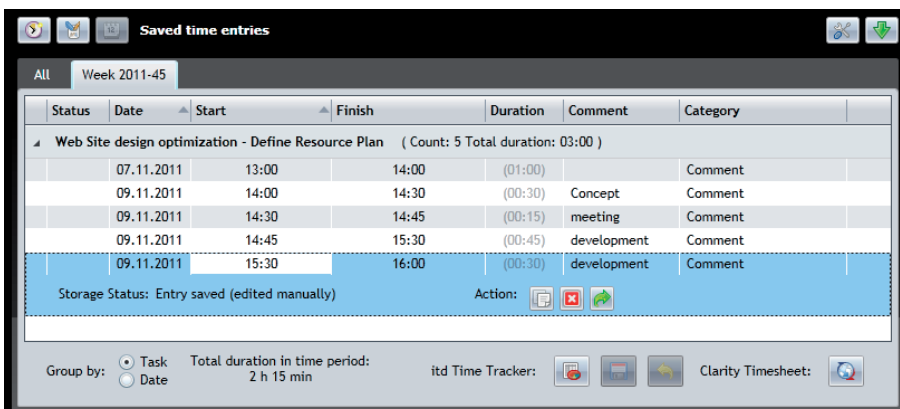 Saved time entries
All Week 2011-45
Status Date Start Finish Duration Comment Category
Web Site design optimization - Define Resource Plan ( Count: 5 Total duration: 03:00 )
07.11.2011 13:00 14:00 (01:00) Comment
09.11.2011 14:00 14:30 (00:30) Concept Comment
09.11.2011 14:30 14:45 (00:15) meeting Comment
09.11.2011 14:45 15:30 (00:45) development Comment
09.11.2011 15:30 16:00 (00:30) development Comment
Storage Status: Entry saved (edited manually) Action:
Group by: Task Total duration in time period: itd Time Tracker: Clarity Timesheet:
Date 2 h 15 min